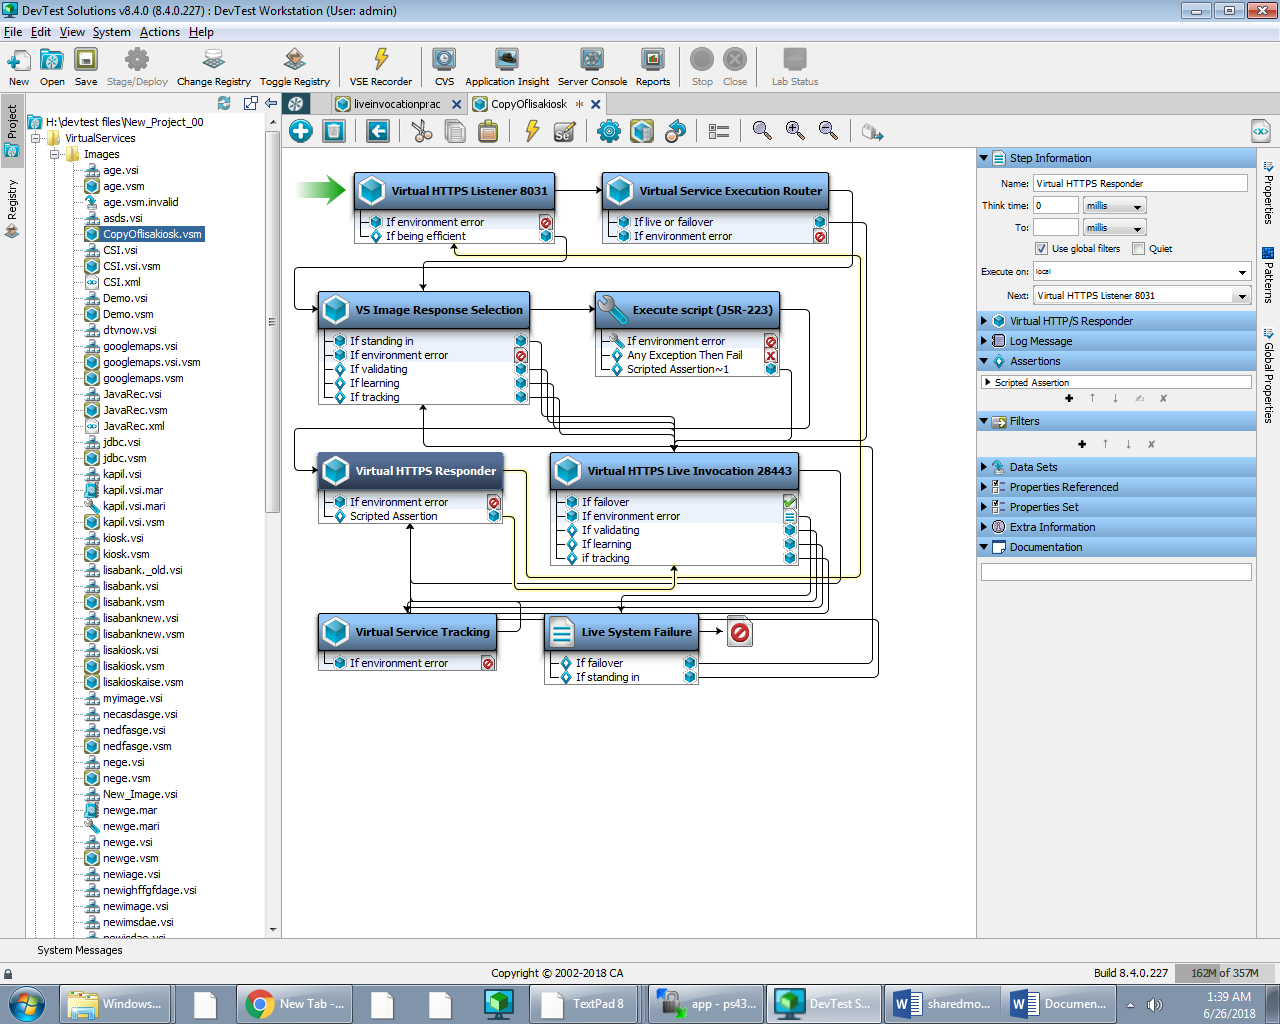 DevTest Solutions v8.4.0 (8.4.0.227) : DevTest Workstation (User: admin)
File Edit View System Actions Help
New Open Save Stage/Deploy Change Registry Toggle Registry VSE Recorder CVS Application Insight Server Console Reports Stop Close Lab Status
Project
Registry
H:\devtest files\New_Project_00
VirtualServices
Images
age.vsi
age.vsm
age.vsm.invalid
asds.vsi
CopyOflisakiosk.vsm
CSI.vsi
CSI.vsi.vsm
CSI.xml
Demo.vsi
Demo.vsm
dtvnow.vsi
googlemaps.vsi
googlemaps.vsi.vsm
googlemaps.vsm
JavaRec.vsi
JavaRec.vsm
JavaRec.xml
jdbc.vsi
jdbc.vsm
kapil.vsi
kapil.vsi.mar
kapil.vsi.mari
kapil.vsi.vsm
kiosk.vsi
kiosk.vsm
lisabank._old.vsi
lisabank.vsi
lisabank.vsm
lisabanknew.vsi
lisabanknew.vsm
lisakiosk.vsi
lisakiosk.vsm
lisakioskaise.vsm
myimage.vsi
necasdasge.vsi
nedfasge.vsi
nedfasge.vsm
nege.vsi
nege.vsm
New_Image.vsi
newge.mar
newge.mari
newge.vsi
newge.vsm
newiage.vsi
newighffgfdage.vsi
newimage.vsi
newimsdae.vsi
liveinvocationprac
CopyOflisakiosk
Virtual HTTPS Listener 8031
If environment error
If being efficient
Virtual Service Execution Router
If live or failover
If environment error
VS Image Response Selection
If standing in
If environment error
If validating
If learning
If tracking
Execute script (JSR-223)
If environment error
Any Exception Then Fail
Scripted Assertion~1
Virtual HTTPS Responder
If environment error
Scripted Assertion
Virtual HTTPS Live Invocation 28443
If failover
If environment error
If validating
If learning
if tracking
Virtual Service Tracking
If environment error
Live System Failure
If failover
If standing in
Step Information
Name: Virtual HTTPS Responder
Think time: 0 millis
To: millis
Use global filters Quiet
Execute on: local
Next: Virtual HTTPS Listener 8031
Virtual HTTP/S Responder
Log Message
Assertions
Scripted Assertion
Filters
Data Sets
Properties Referenced
Properties Set
Extra Information
Documentation
Properties
Patterns
Global Properties
System Messages
Copyright © 2002-2018 CA
Build 8.4.0.227
162M of 357M
Windows...
New Tab -...
TextPad 8
app - ps43...
DevTest S...
sharedmo...
Documen...
1:39 AM
6/26/2018